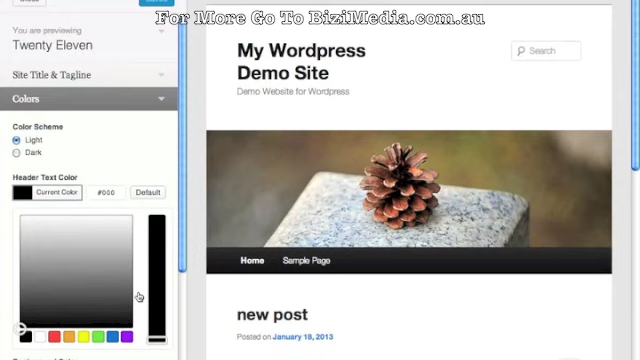 For More Go To BiziMedia.com.au
You are previewing
Twenty Eleven
Site Title & Tagline
Colors
Color Scheme
Light
Dark
Header Text Color
Current Color
#000
Default
My Wordpress
Demo Site
Demo Website for Wordpress
Search
Home
Sample Page
new post
Posted on January 18, 2013